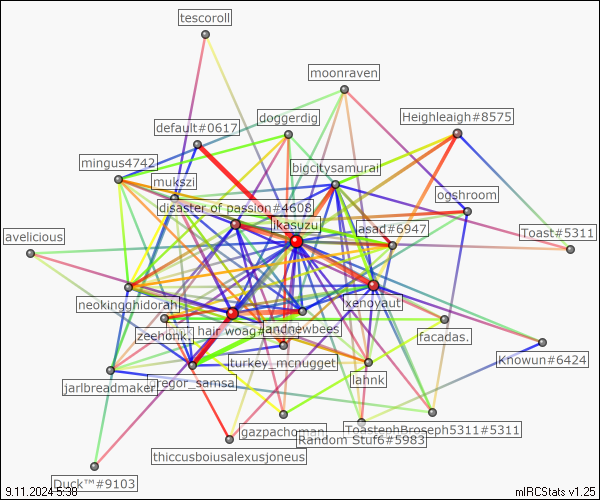 tescoroll
moonraven
doggerdig
Heighleaigh#8575
default#0617
mingus4742
bigcitysamurai
mukszi
ogshroom
disaster of passion#4608
ikasuzu
asad#6947
Toast#5311
avelicious
xenoyaut
neokingghidorah
hair woag#
andnewbees
zeehonk.
facadas.
turkey_mcnugget
Knowun#6424
jarlbreadmaker
gregor_samsa.
lahnk
gazpachoman
ToastephBroseph5311#5311
Random Stuf6#5983
thiccusboiusalexusjoneus
Duck™#9103
9.11.2024 5:38
mIRCStats v1.25